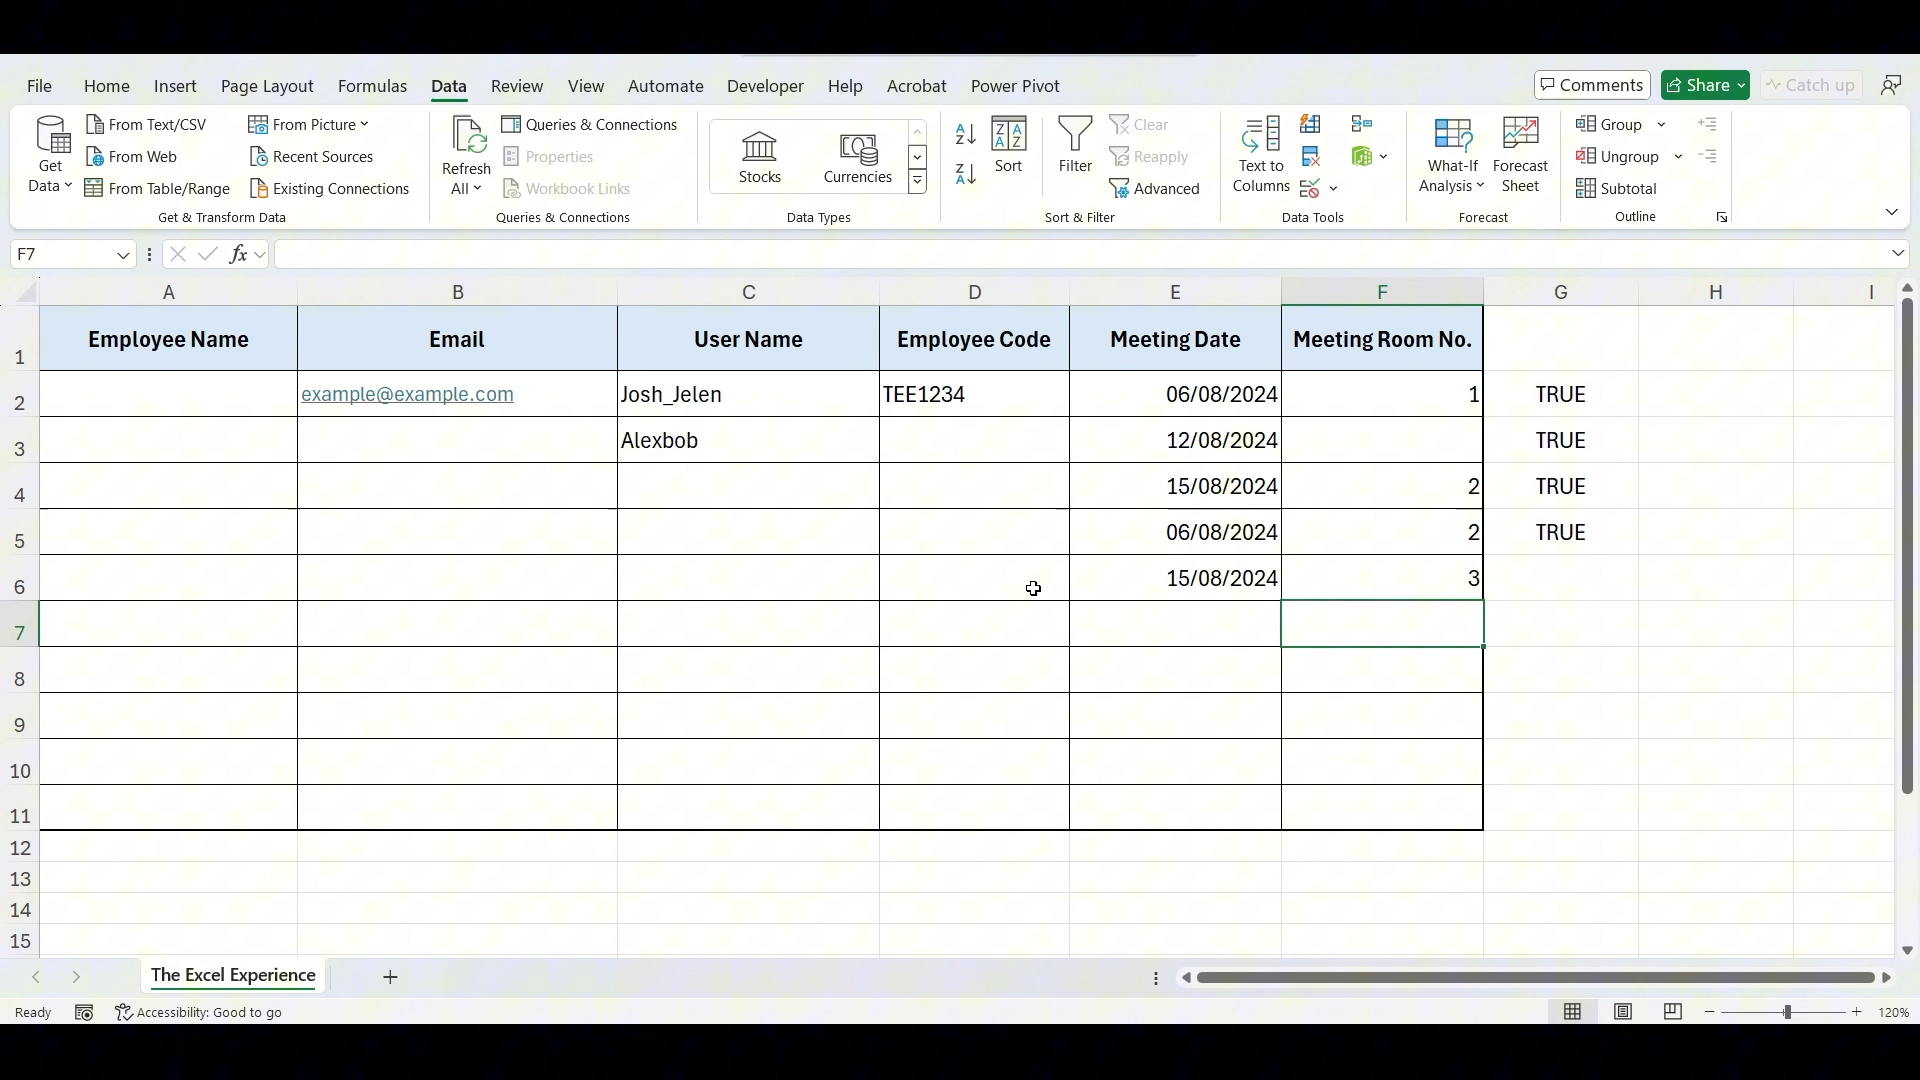 File Home Insert Page Layout Formulas Data Review View Automate Developer Help Acrobat Power Pivot Comments Share Catch up
Get Data
From Text/CSV
From Web
From Table/Range
From Picture
Recent Sources
Existing Connections
Get & Transform Data
Refresh All
Queries & Connections
Properties
Workbook Links
Queries & Connections
Stocks
Currencies
Data Types
Sort
Filter
Clear
Reapply
Advanced
Sort & Filter
Text to Columns
Data Tools
What-If Analysis
Forecast Sheet
Forecast
Group
Ungroup
Subtotal
Outline
F7 fx
A B C D E F G H I
1 Employee Name Email User Name Employee Code Meeting Date Meeting Room No.
2 example@example.com Josh_Jelen TEE1234 06/08/2024 1 TRUE
3 Alexbob 12/08/2024 TRUE
4 15/08/2024 2 TRUE
5 06/08/2024 2 TRUE
6 15/08/2024 3
7
8
9
10
11
12
13
14
15
The Excel Experience
Ready Accessibility: Good to go 120%